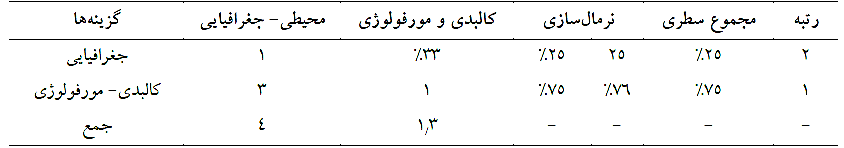 گزینه‌ها محیطی- جغرافیایی کالبدی و مورفولوژی نرمال‌سازی مجموع سطری رتبه
جغرافیایی ۱ ٪۳۳ ٪۲۵ ۲۵ ٪۲۵ ۲
کالبدی- مورفولوژی ۳ ۱ ٪۷۵ ٪۷۶ ٪۷۵ ۱
جمع ٤ ۱٫۳ – – – –